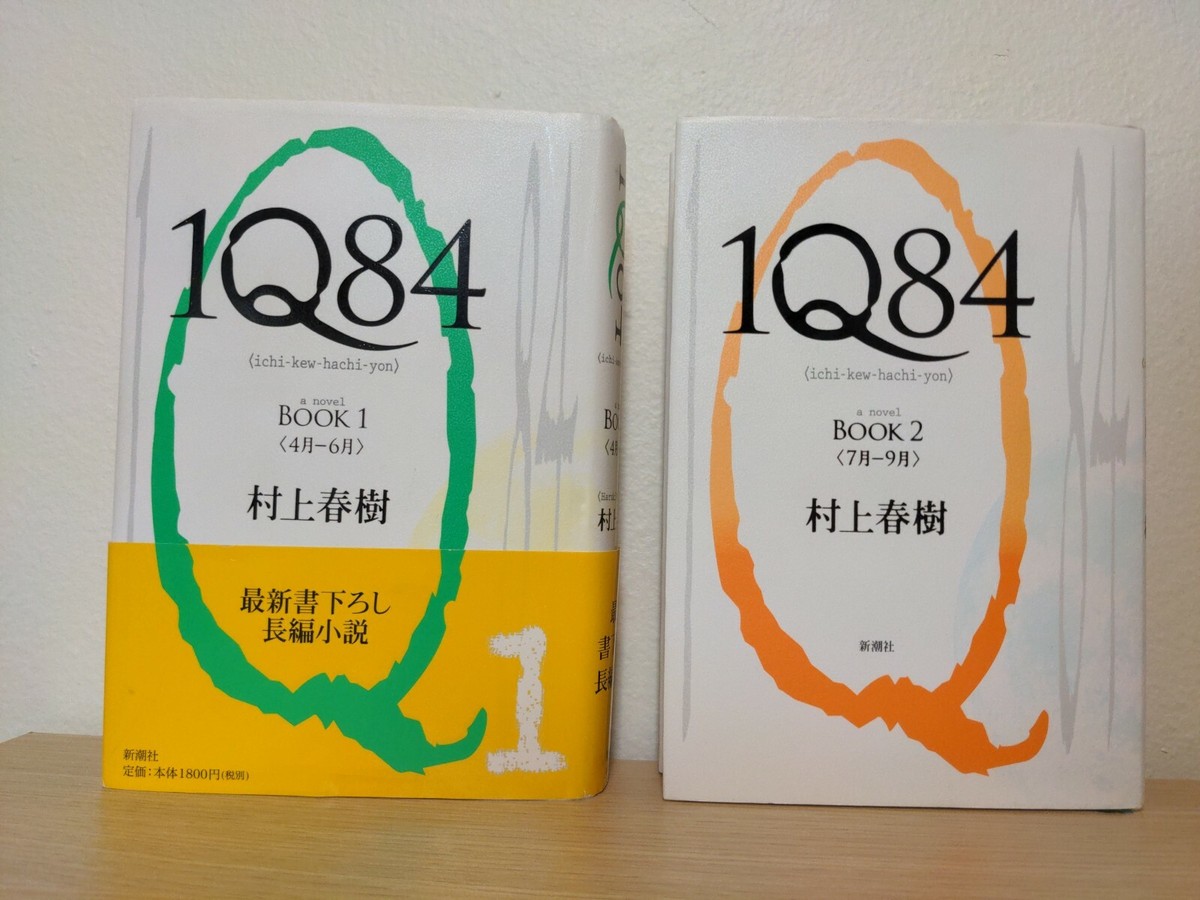 1Q84
〈ichi-kew-hachi-yon〉
a novel
BOOK 1
〈4月−6月〉
村上春樹
最新書下ろし
長編小説
1
新潮社
定価：本体1800円(税別)
1Q84
〈ichi-kew-hachi-yon〉
a novel
BOOK 2
〈7月−9月〉
村上春樹
新潮社